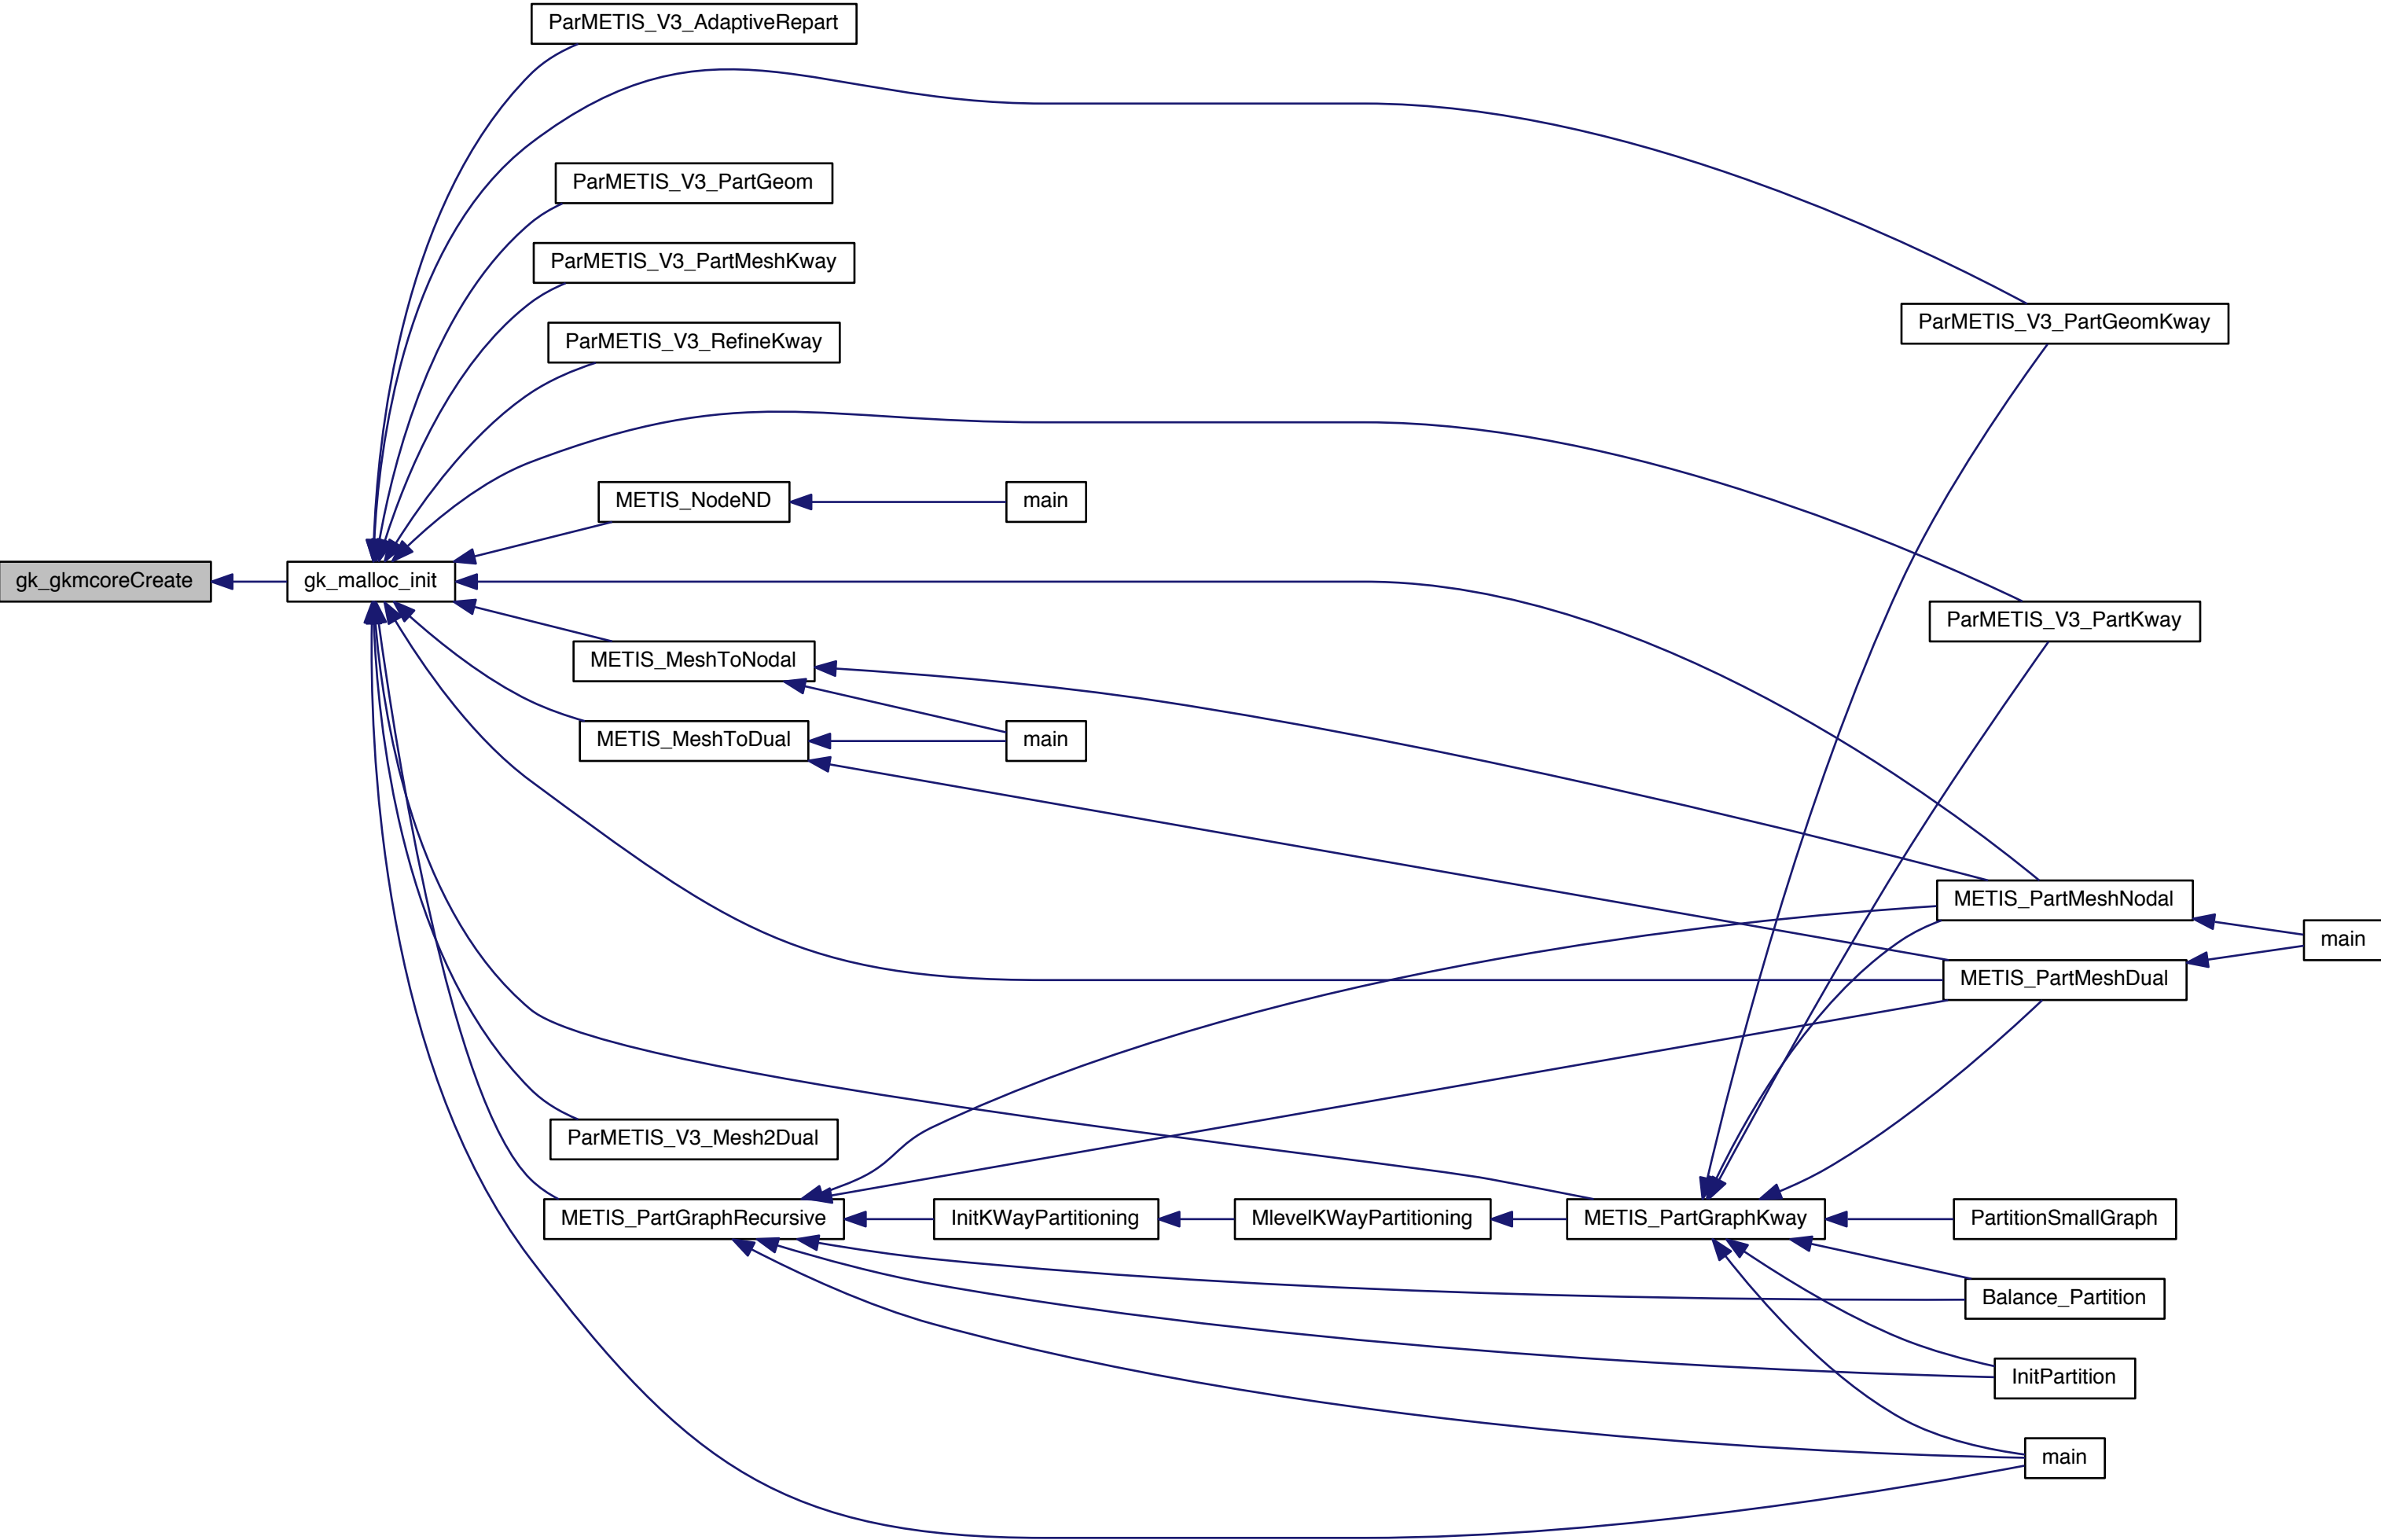 ParMETIS_V3_AdaptiveRepart
ParMETIS_V3_PartGeom
ParMETIS_V3_PartMeshKway
ParMETIS_V3_PartGeomKway
ParMETIS_V3_RefineKway
METIS_NodeND
main
gk_gkmcoreCreate
gk_malloc_init
ParMETIS_V3_PartKway
METIS_MeshToNodal
METIS_MeshToDual
main
METIS_PartMeshNodal
main
METIS_PartMeshDual
ParMETIS_V3_Mesh2Dual
METIS_PartGraphRecursive
InitKWayPartitioning
MlevelKWayPartitioning
METIS_PartGraphKway
PartitionSmallGraph
Balance_Partition
InitPartition
main